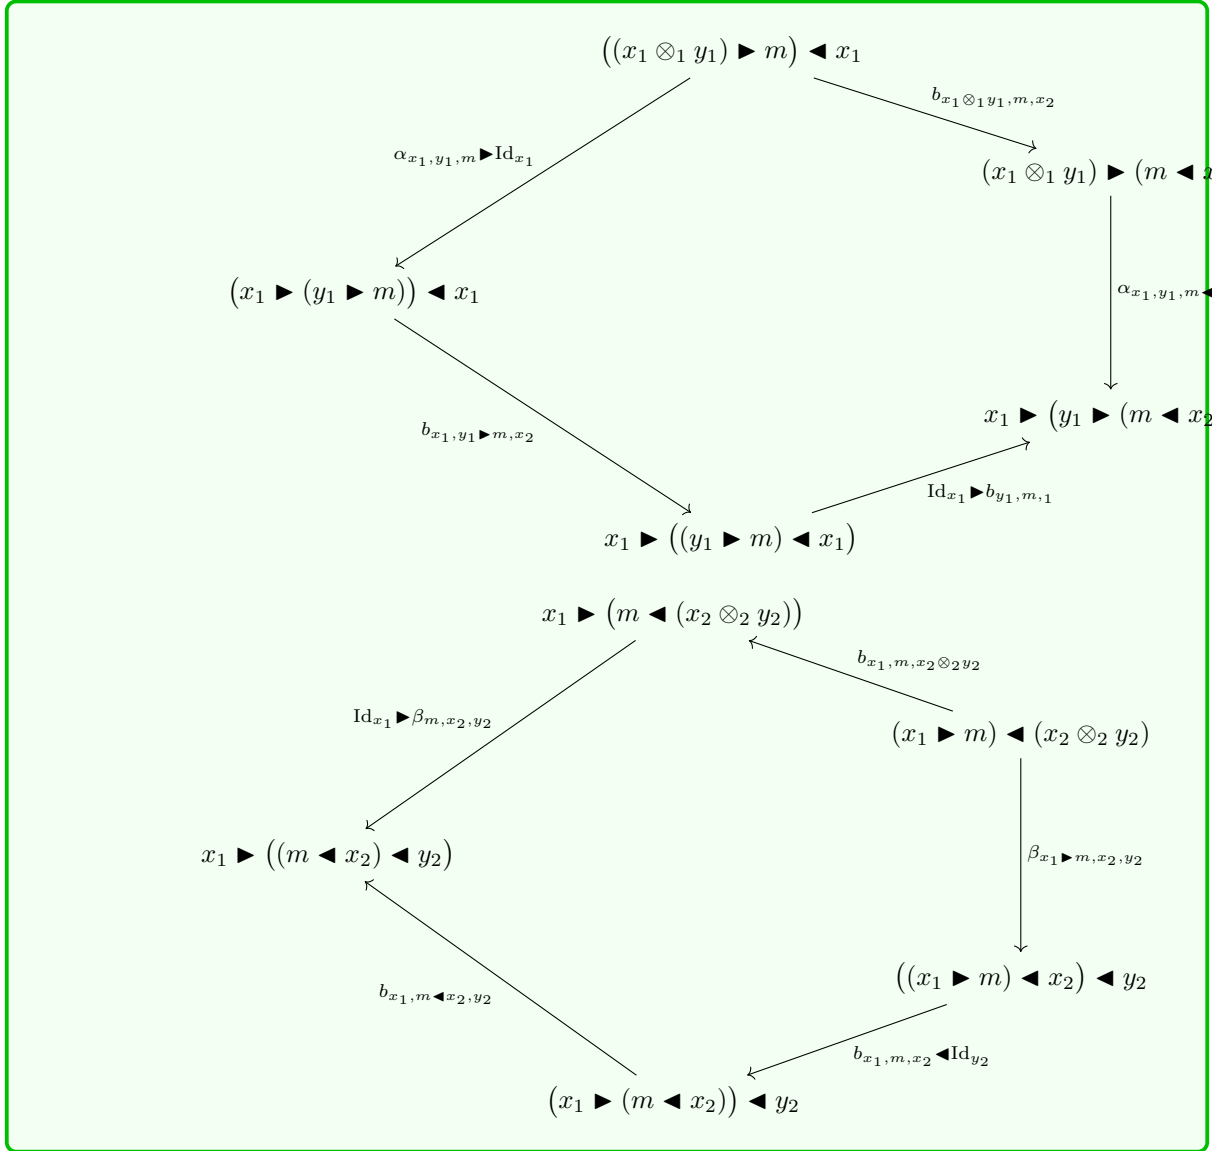 ((x₁ ⊗₁ y₁) ► m) ◄ x₁
b_{x₁⊗₁y₁,m,x₂}
α_{x₁,y₁,m}►Id_{x₁}
(x₁ ⊗₁ y₁) ► (m ◄
(x₁ ► (y₁ ► m)) ◄ x₁
α_{x₁,y₁,m◄
x₁ ► (y₁ ► (m ◄ x₂
b_{x₁,y₁►m,x₂}
Id_{x₁}►b_{y₁,m,1}
x₁ ► ((y₁ ► m) ◄ x₁)
x₁ ► (m ◄ (x₂ ⊗₂ y₂))
b_{x₁,m,x₂⊗₂y₂}
Id_{x₁}►β_{m,x₂,y₂}
(x₁ ► m) ◄ (x₂ ⊗₂ y₂)
x₁ ► ((m ◄ x₂) ◄ y₂)
β_{x₁►m,x₂,y₂}
((x₁ ► m) ◄ x₂) ◄ y₂
b_{x₁,m◄x₂,y₂}
b_{x₁,m,x₂}◄Id_{y₂}
(x₁ ► (m ◄ x₂)) ◄ y₂